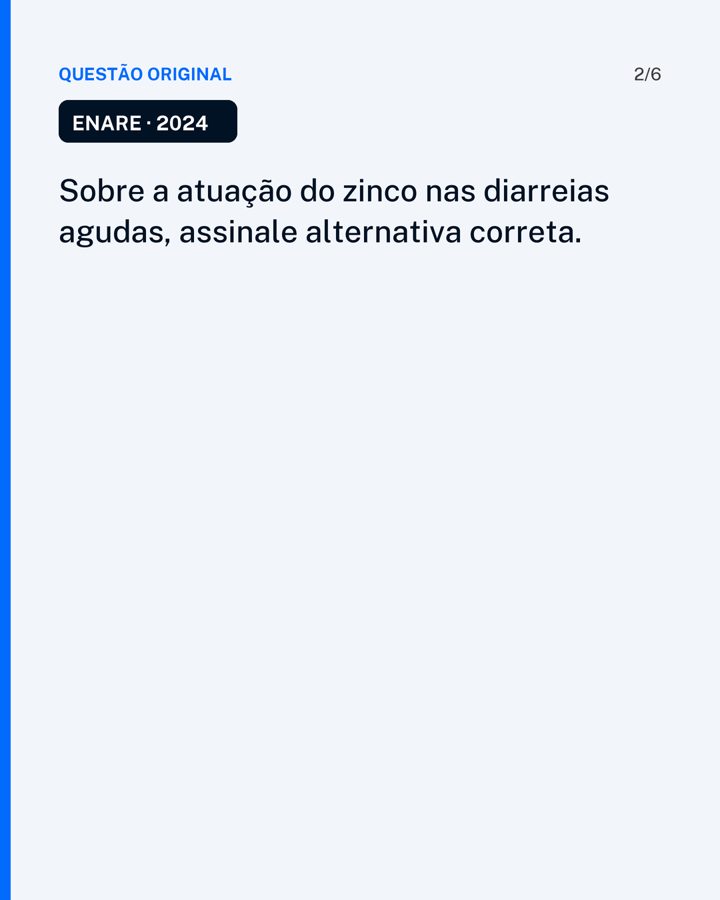 QUESTÃO ORIGINAL
2/6
ENARE · 2024
Sobre a atuação do zinco nas diarreias
agudas, assinale alternativa correta.